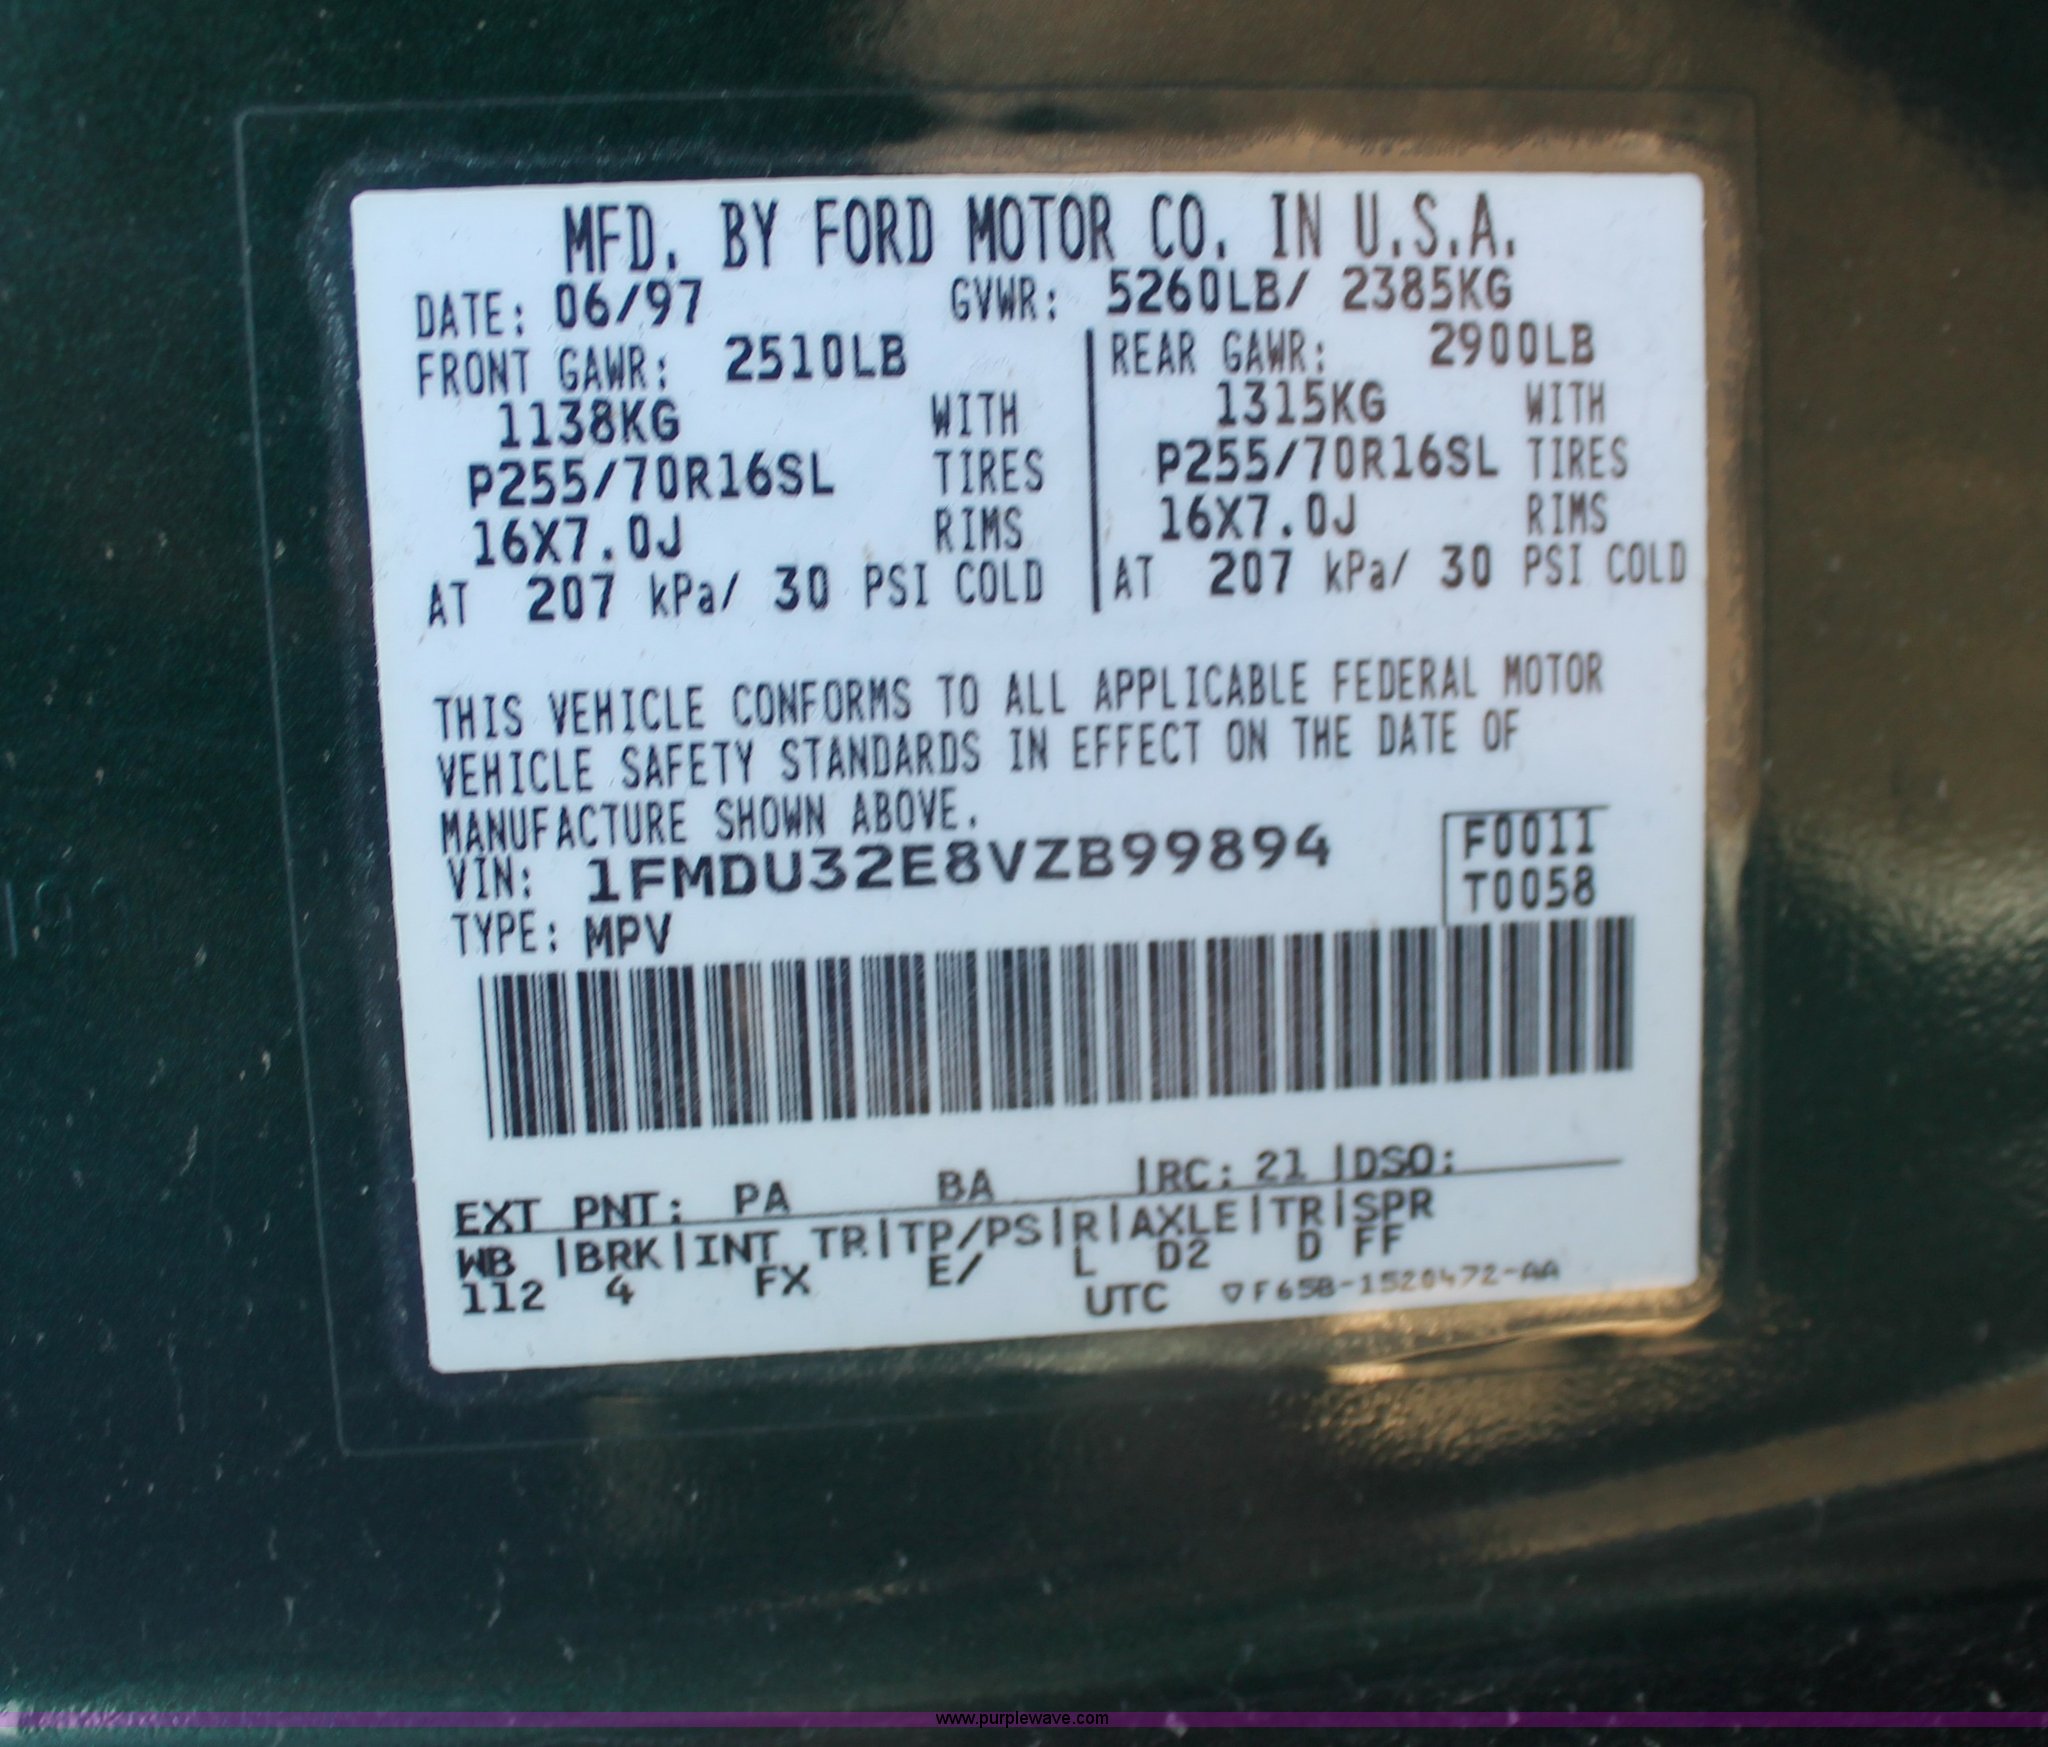 MFD. BY FORD MOTOR CO. IN U.S.A.
DATE: 06/97 GVWR: 5260LB/ 2385KG
FRONT GAWR: 2510LB REAR GAWR: 2900LB
1138KG WITH 1315KG WITH
P255/70R16SL TIRES P255/70R16SL TIRES
16X7.0J RIMS 16X7.0J RIMS
AT 207 kPa/ 30 PSI COLD AT 207 kPa/ 30 PSI COLD
THIS VEHICLE CONFORMS TO ALL APPLICABLE FEDERAL MOTOR
VEHICLE SAFETY STANDARDS IN EFFECT ON THE DATE OF
MANUFACTURE SHOWN ABOVE.
VIN: 1FMDU32E8VZB99894 F0011
T0058
TYPE: MPV
EXT PNT: PA BA |RC: 21 |DSO:
WB |BRK|INT TR|TP/PS|R|AXLE|TR|SPR
112 4 FX E/ L D2 D FF
UTC ▽F65B-1520472-AA
www.purplewave.com